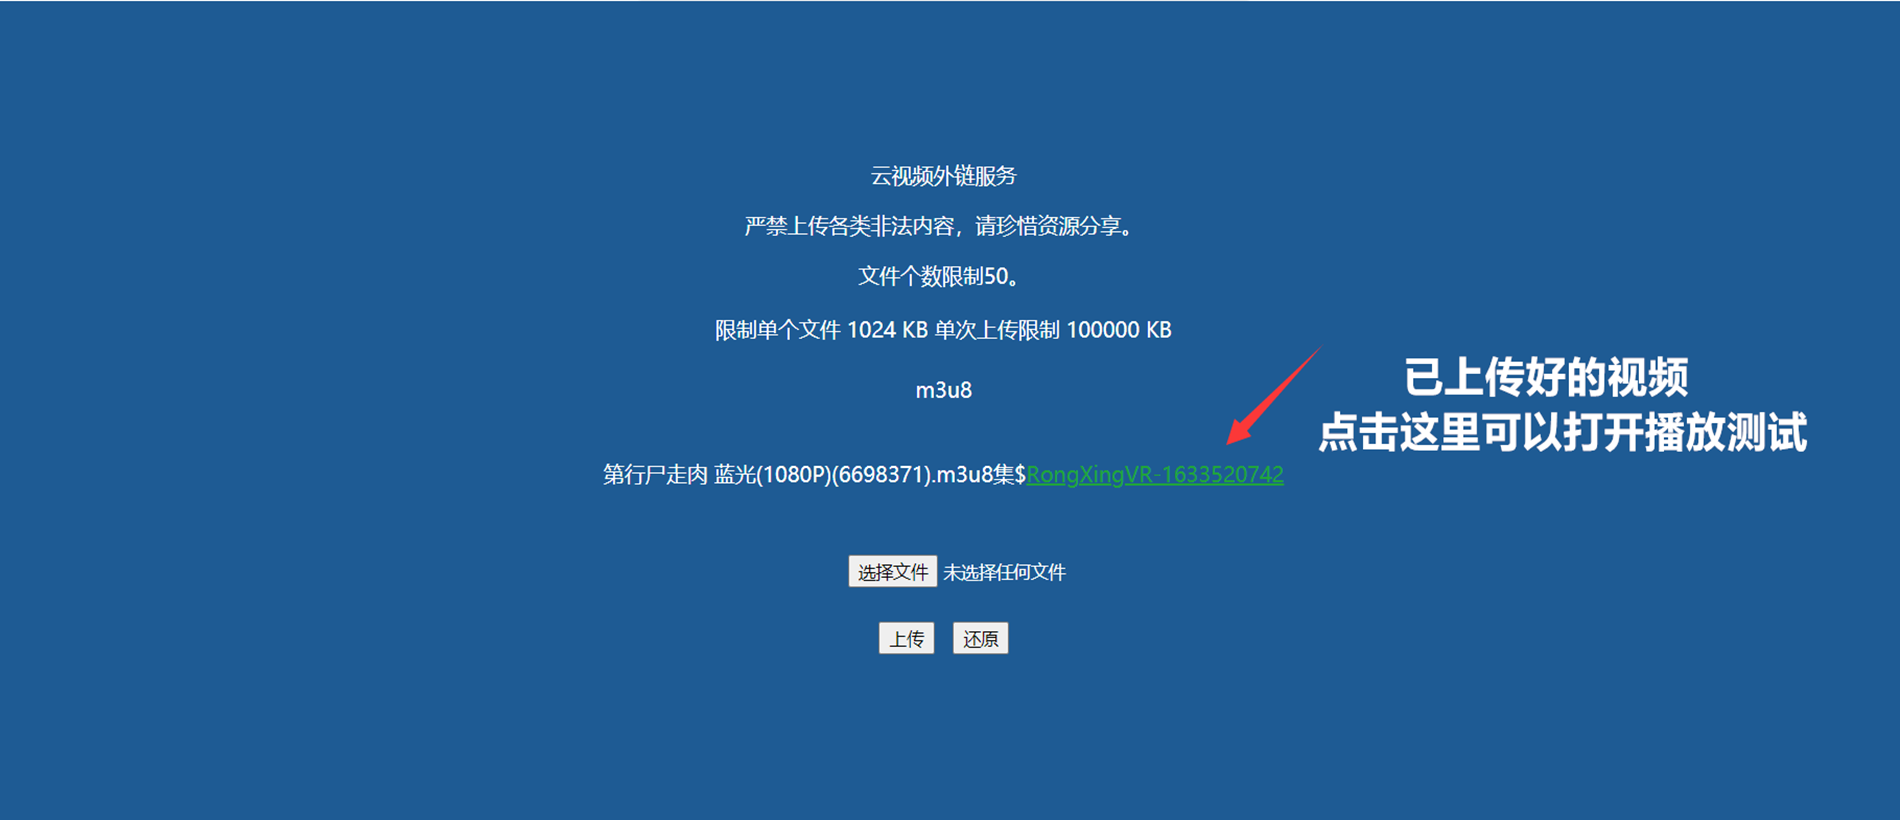 云视频外链服务
严禁上传各类非法内容，请珍惜资源分享。
文件个数限制50。
限制单个文件 1024 KB 单次上传限制 100000 KB
m3u8
已上传好的视频
点击这里可以打开播放测试
第行尸走肉 蓝光(1080P)(6698371).m3u8集$RongXingVR-1633520742
选择文件 未选择任何文件
上传 还原